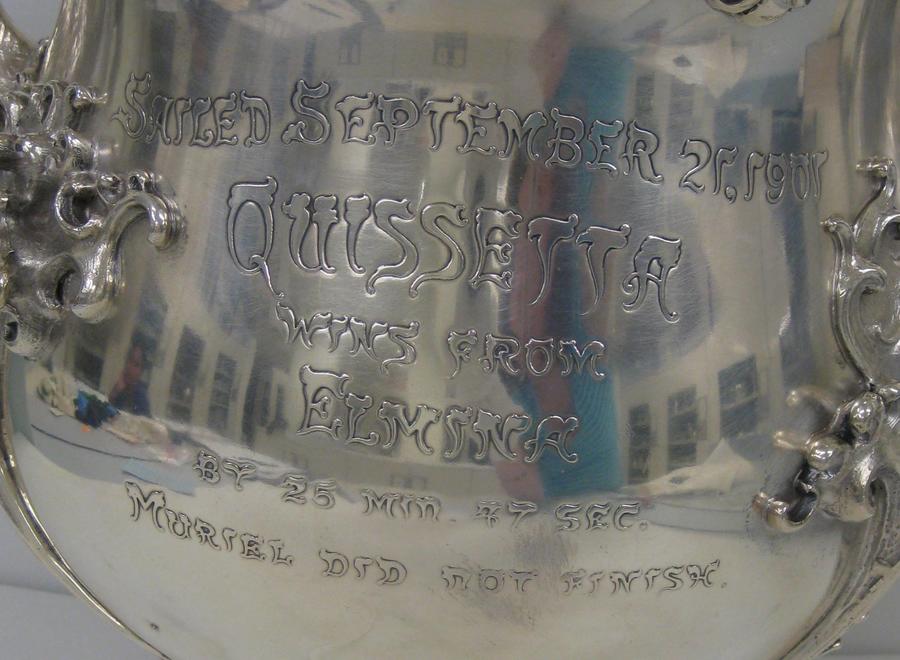 SAILED SEPTEMBER 21, 1901
QUISSETTA
WINS FROM
ELMINA
BY 25 MIN. 47 SEC.
MURIEL DID NOT FINISH.